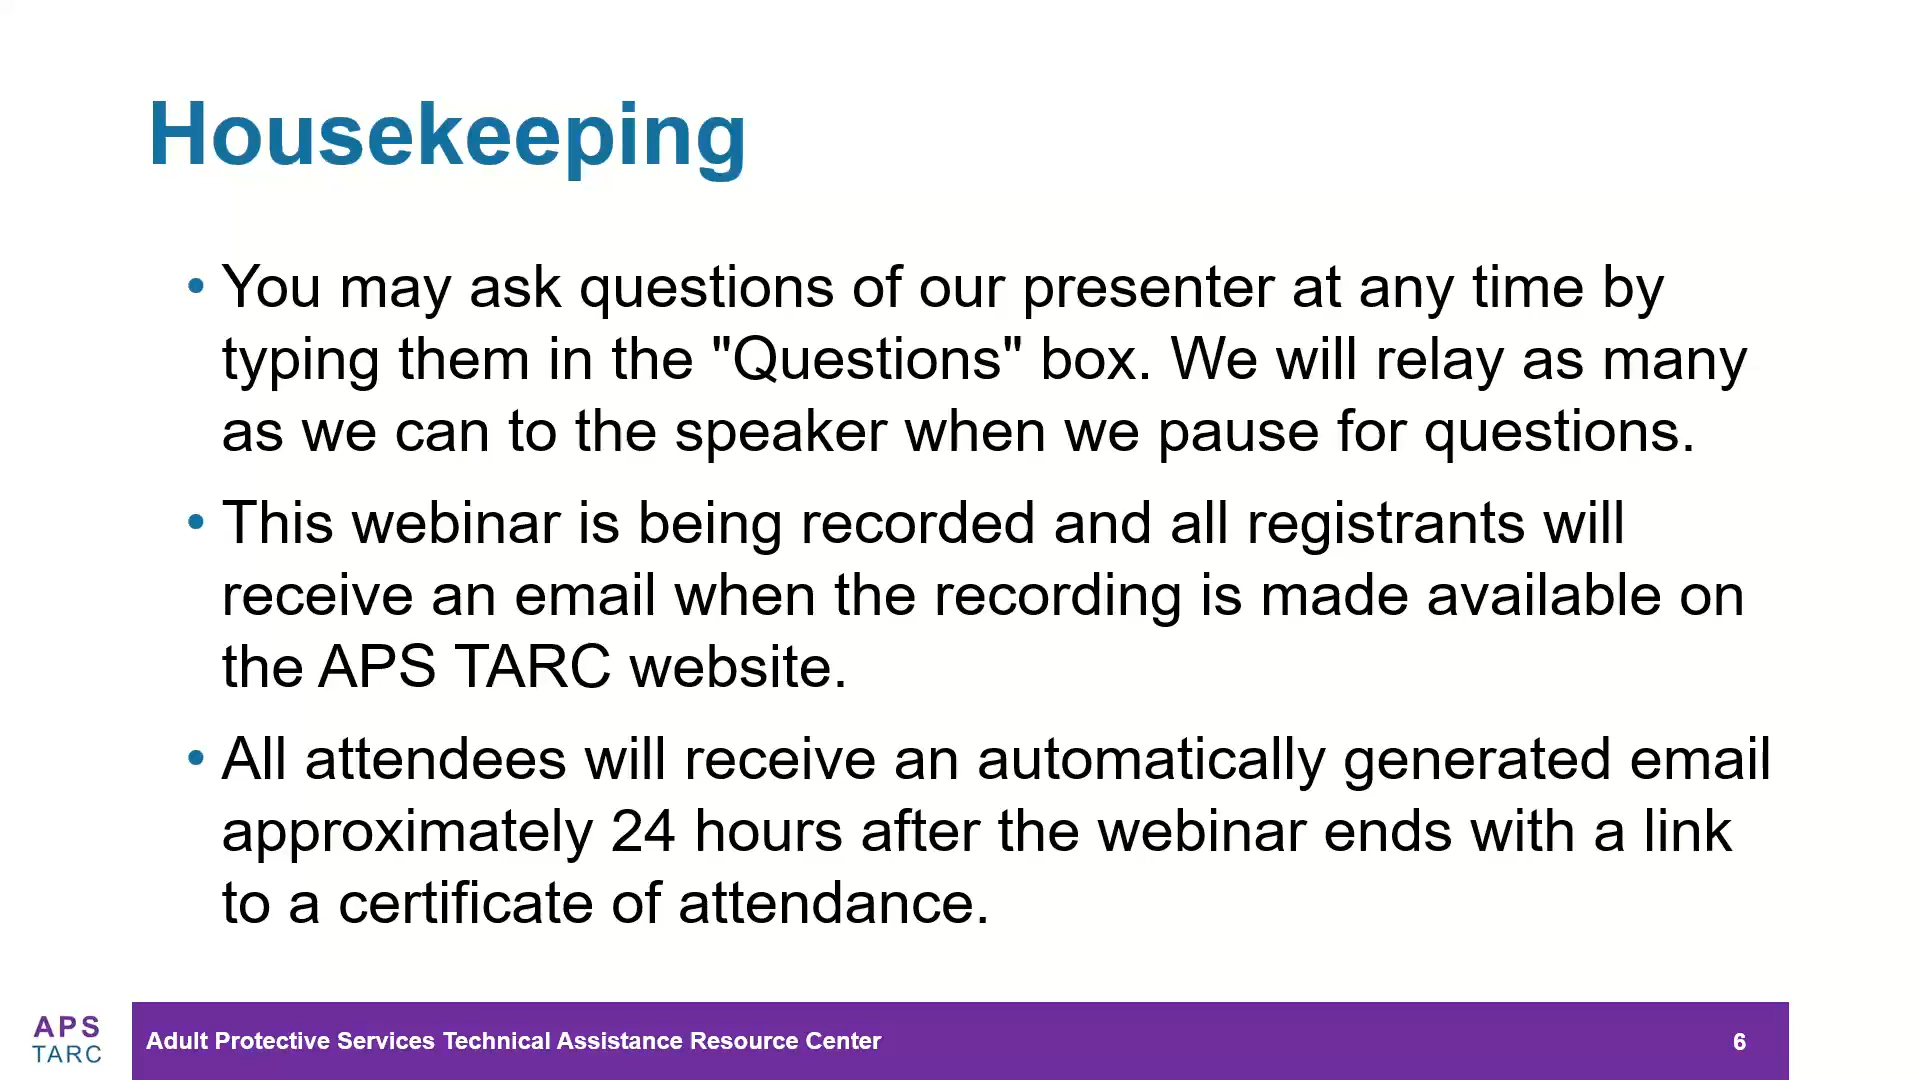 Housekeeping
• You may ask questions of our presenter at any time by
typing them in the "Questions" box. We will relay as many
as we can to the speaker when we pause for questions.
• This webinar is being recorded and all registrants will
receive an email when the recording is made available on
the APS TARC website.
• All attendees will receive an automatically generated email
approximately 24 hours after the webinar ends with a link
to a certificate of attendance.
APS
TARC
Adult Protective Services Technical Assistance Resource Center
6